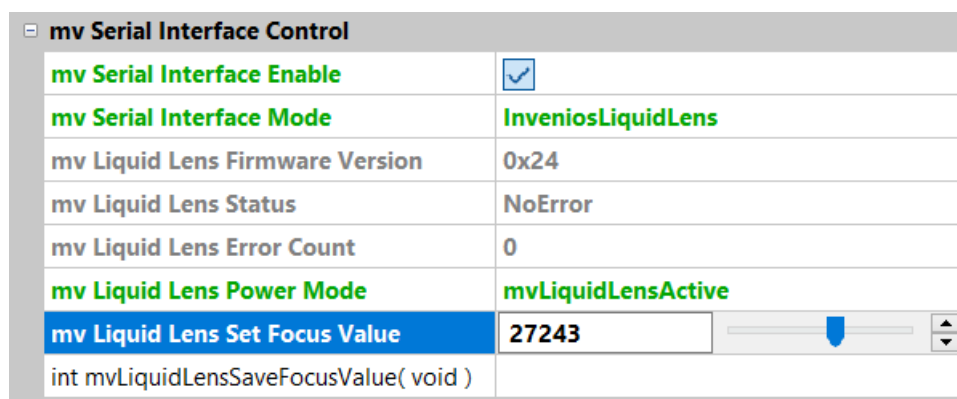 mv Serial Interface Control
mv Serial Interface Enable
mv Serial Interface Mode InveniosLiquidLens
mv Liquid Lens Firmware Version 0x24
mv Liquid Lens Status NoError
mv Liquid Lens Error Count 0
mv Liquid Lens Power Mode mvLiquidLensActive
mv Liquid Lens Set Focus Value 27243
int mvLiquidLensSaveFocusValue( void )